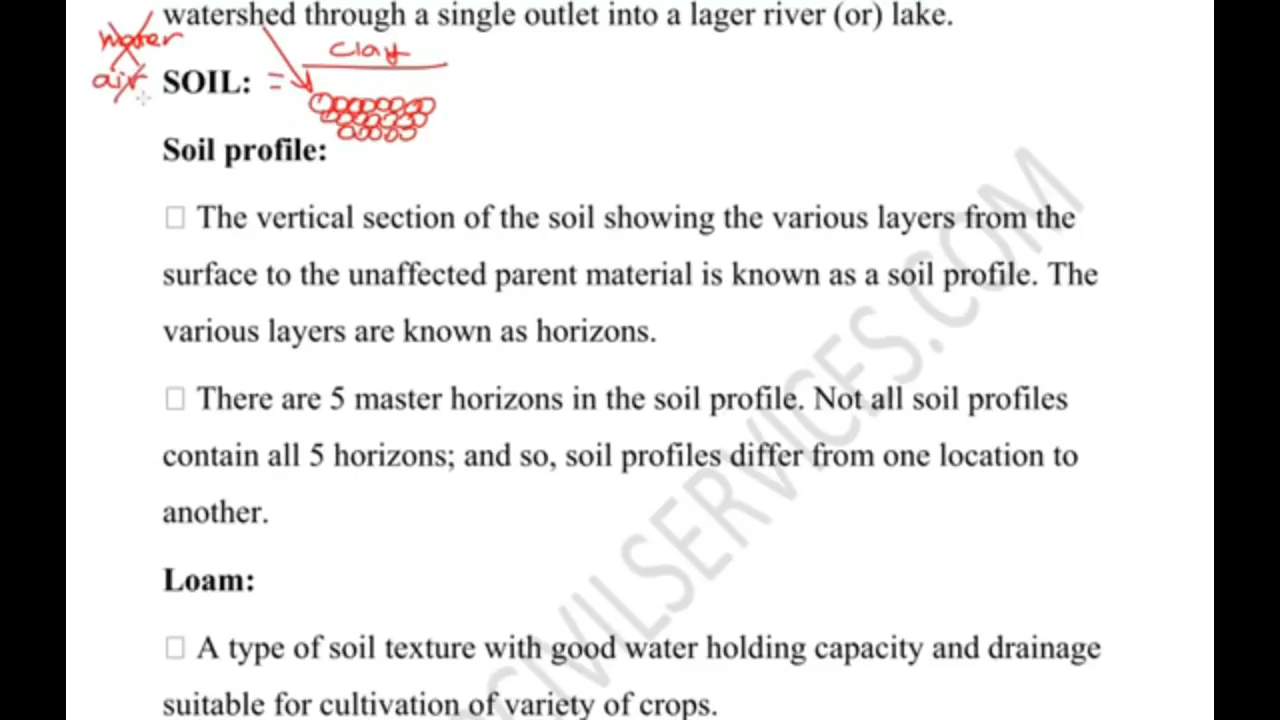 watershed through a single outlet into a lager river (or) lake.
water
clay
air
SOIL: =
Soil profile:
The vertical section of the soil showing the various layers from the
surface to the unaffected parent material is known as a soil profile. The
various layers are known as horizons.
There are 5 master horizons in the soil profile. Not all soil profiles
contain all 5 horizons; and so, soil profiles differ from one location to
another.
Loam:
A type of soil texture with good water holding capacity and drainage
suitable for cultivation of variety of crops.
CIVILSERVICES.COM